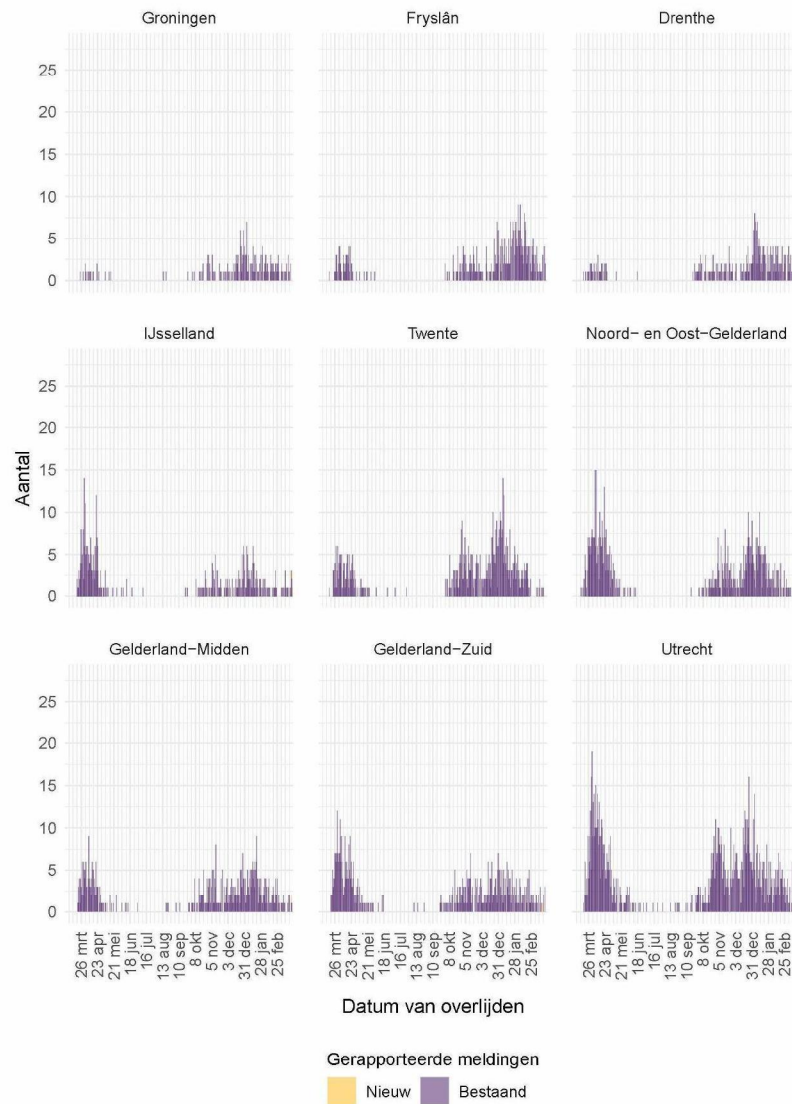 Groningen Fryslân Drenthe
25
20
15
10
5
0
IJsselland Twente Noord- en Oost-Gelderland
25
20
15
10
5
0
Aantal
Gelderland-Midden Gelderland-Zuid Utrecht
25
20
15
10
5
0
26 mrt 23 apr 21 mei 18 jun 16 jul 13 aug 10 sep 8 okt 5 nov 3 dec 31 dec 28 jan 25 feb
26 mrt 23 apr 21 mei 18 jun 16 jul 13 aug 10 sep 8 okt 5 nov 3 dec 31 dec 28 jan 25 feb
26 mrt 23 apr 21 mei 18 jun 16 jul 13 aug 10 sep 8 okt 5 nov 3 dec 31 dec 28 jan 25 feb
Datum van overlijden
Gerapporteerde meldingen
Nieuw Bestaand